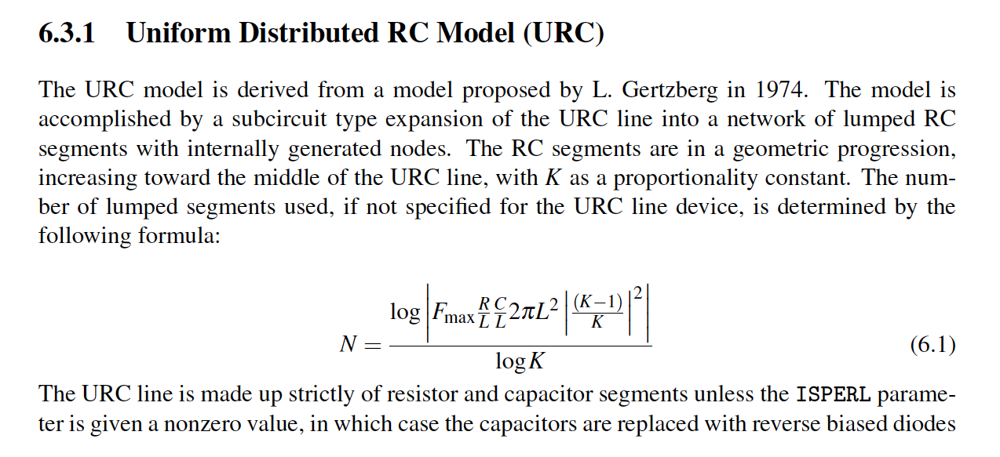 6.3.1 Uniform Distributed RC Model (URC)
The URC model is derived from a model proposed by L. Gertzberg in 1974. The model is
accomplished by a subcircuit type expansion of the URC line into a network of lumped RC
segments with internally generated nodes. The RC segments are in a geometric progression,
increasing toward the middle of the URC line, with K as a proportionality constant. The num-
ber of lumped segments used, if not specified for the URC line device, is determined by the
following formula:
N = \frac{\log \left| F_{\max} \frac{R}{L} \frac{C}{L} 2\pi L^2 \left| \frac{(K-1)}{K} \right|^2 \right|}{\log K} (6.1)
The URC line is made up strictly of resistor and capacitor segments unless the ISPERL parame-
ter is given a nonzero value, in which case the capacitors are replaced with reverse biased diodes